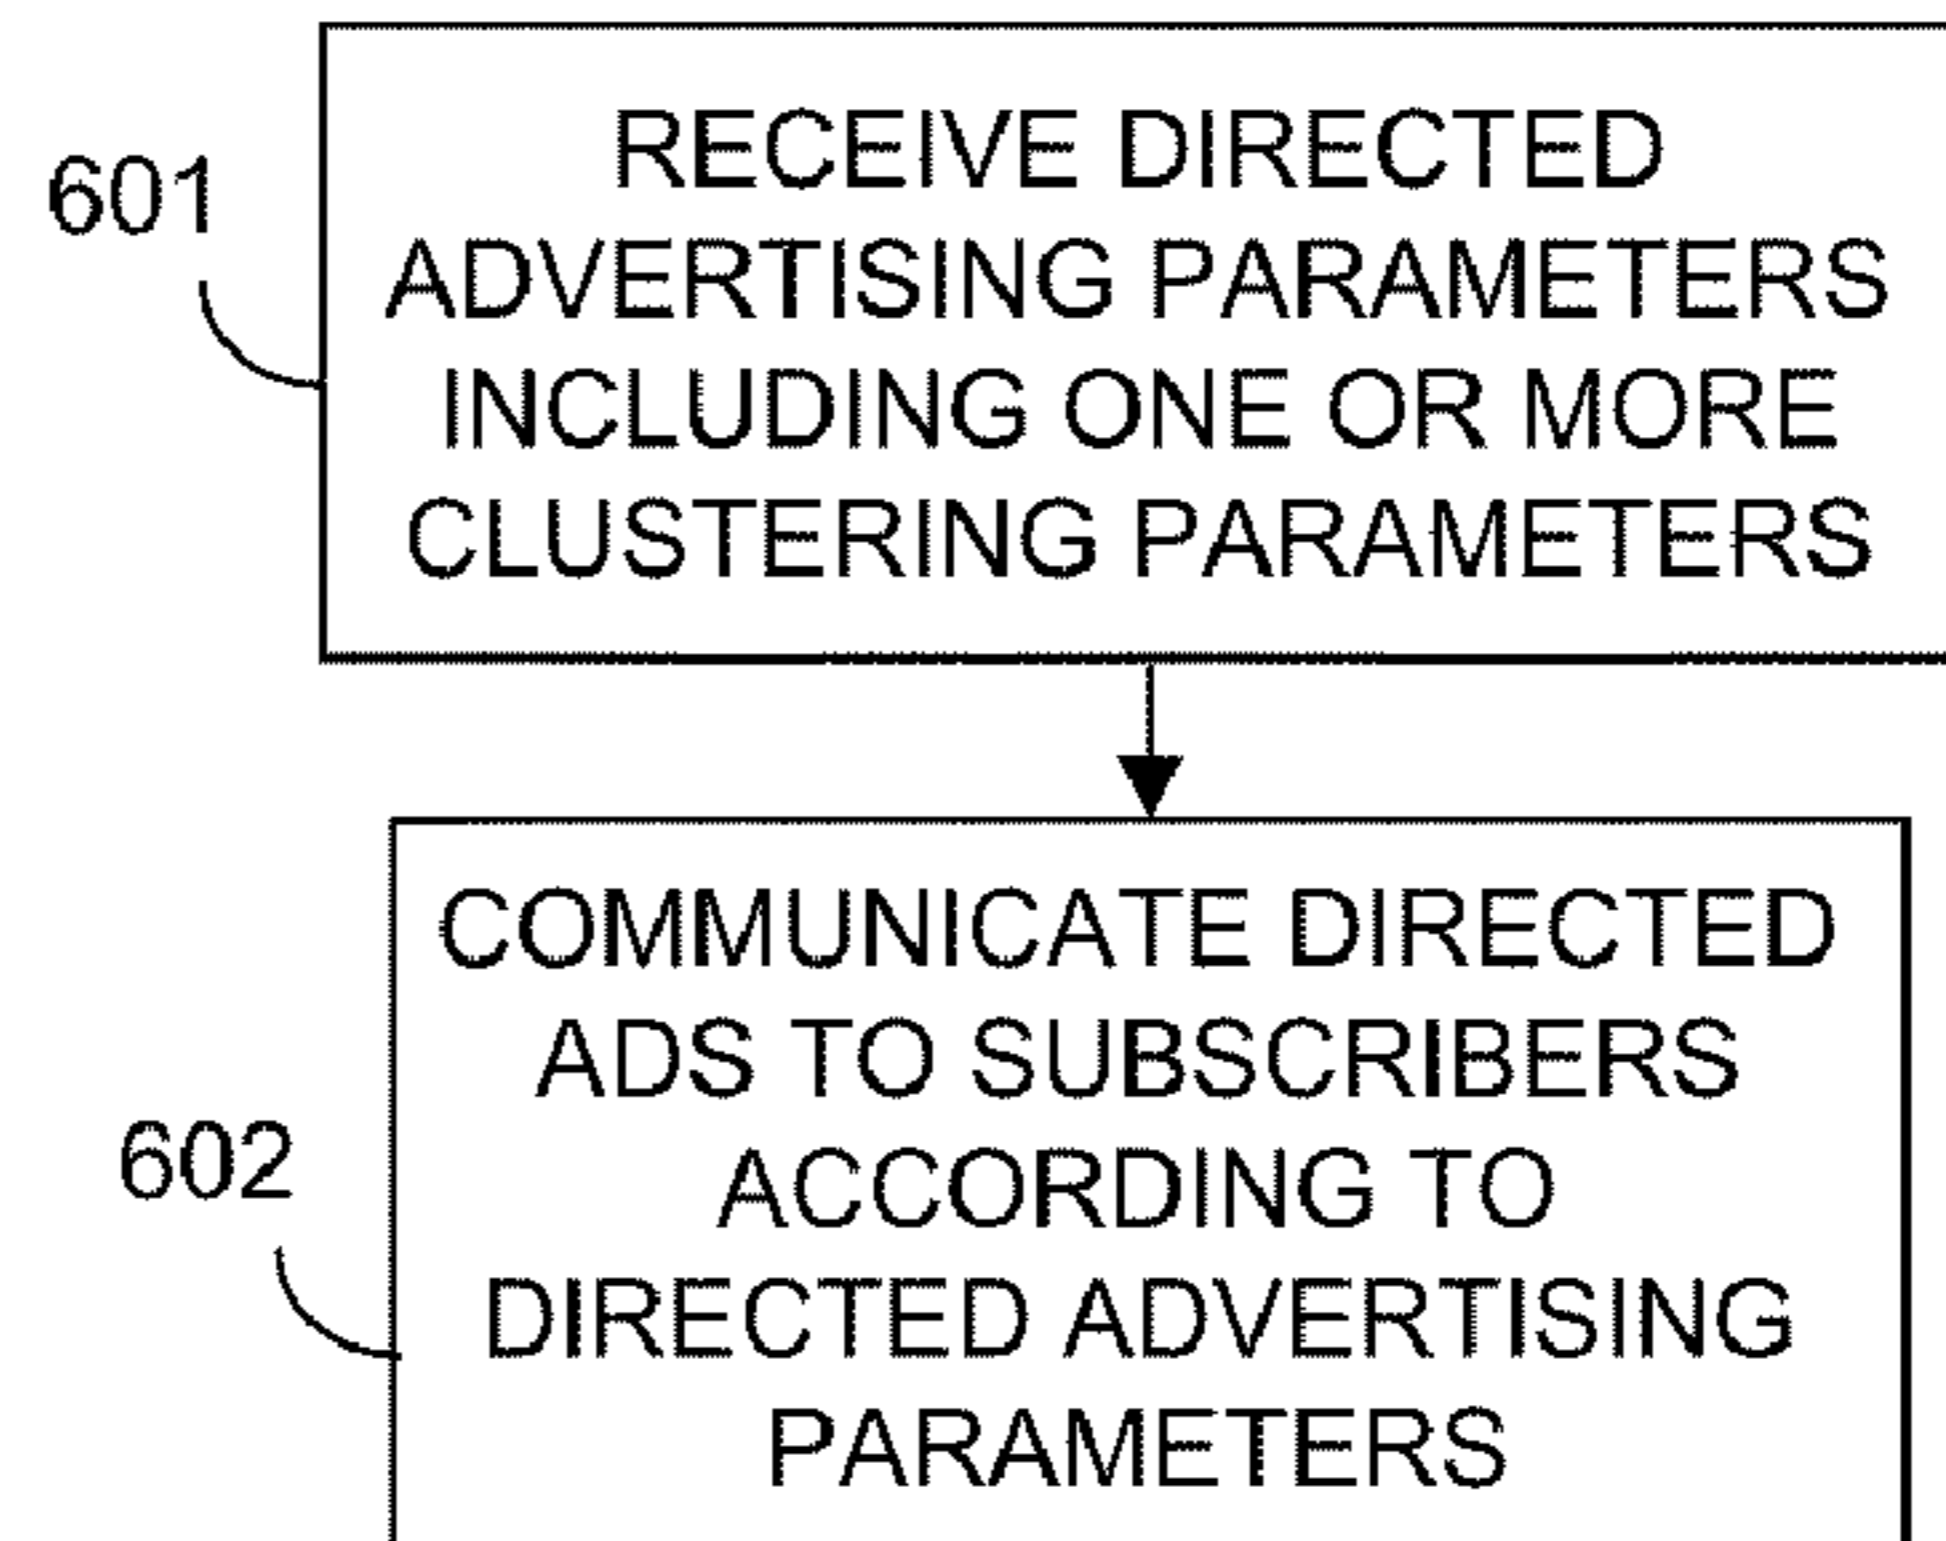 601
RECEIVE DIRECTED
ADVERTISING PARAMETERS
INCLUDING ONE OR MORE
CLUSTERING PARAMETERS
602
COMMUNICATE DIRECTED
ADS TO SUBSCRIBERS
ACCORDING TO
DIRECTED ADVERTISING
PARAMETERS